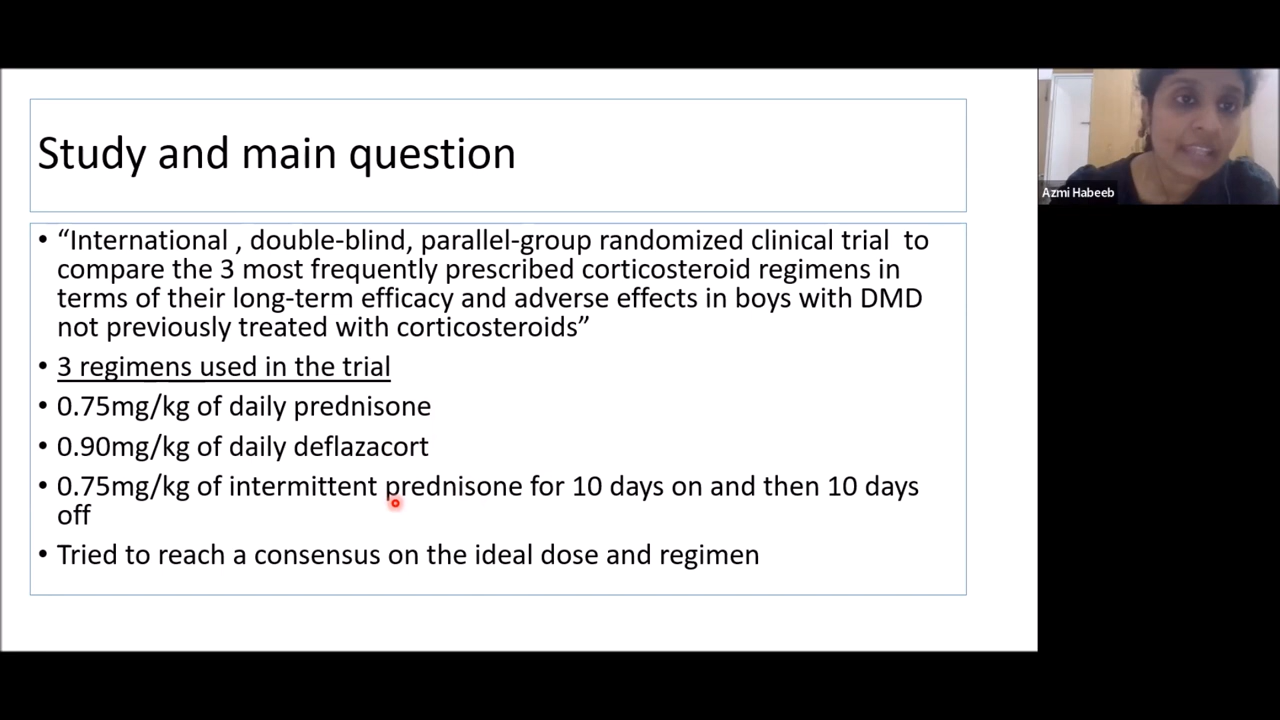 Study and main question
• “International , double-blind, parallel-group randomized clinical trial  to
compare the 3 most frequently prescribed corticosteroid regimens in
terms of their long-term efficacy and adverse effects in boys with DMD
not previously treated with corticosteroids”
• 3 regimens used in the trial
• 0.75mg/kg of daily prednisone
• 0.90mg/kg of daily deflazacort
• 0.75mg/kg of intermittent prednisone for 10 days on and then 10 days
off
• Tried to reach a consensus on the ideal dose and regimen
Azmi Habeeb